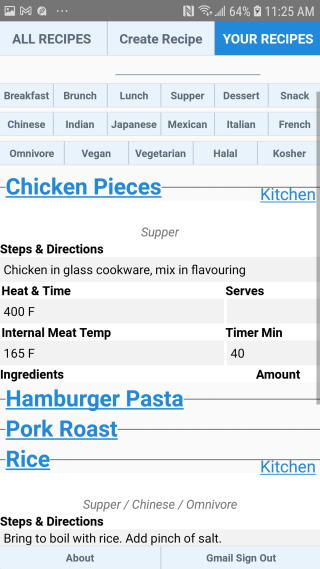 64% 11:25 AM
ALL RECIPES Create Recipe YOUR RECIPES
Breakfast Brunch Lunch Supper Dessert Snack
Chinese Indian Japanese Mexican Italian French
Omnivore Vegan Vegetarian Halal Kosher
Chicken Pieces Kitchen
Supper
Steps & Directions
Chicken in glass cookware, mix in flavouring
Heat & Time Serves
400 F
Internal Meat Temp Timer Min
165 F 40
Ingredients Amount
Hamburger Pasta
Pork Roast
Rice Kitchen
Supper / Chinese / Omnivore
Steps & Directions
Bring to boil with rice. Add pinch of salt.
About Gmail Sign Out